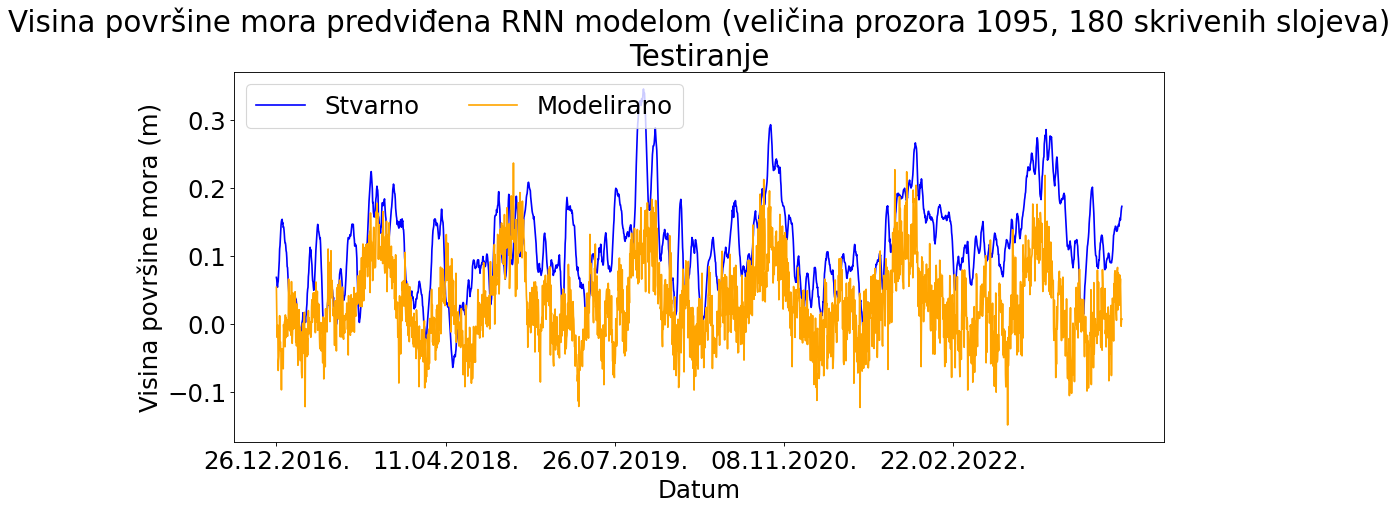 Visina površine mora predviđena RNN modelom (veličina prozora 1095, 180 skrivenih slojeva)
Testiranje
Stvarno Modelirano
Visina površine mora (m)
0.3
0.2
0.1
0.0
−0.1
26.12.2016. 11.04.2018. 26.07.2019. 08.11.2020. 22.02.2022.
Datum